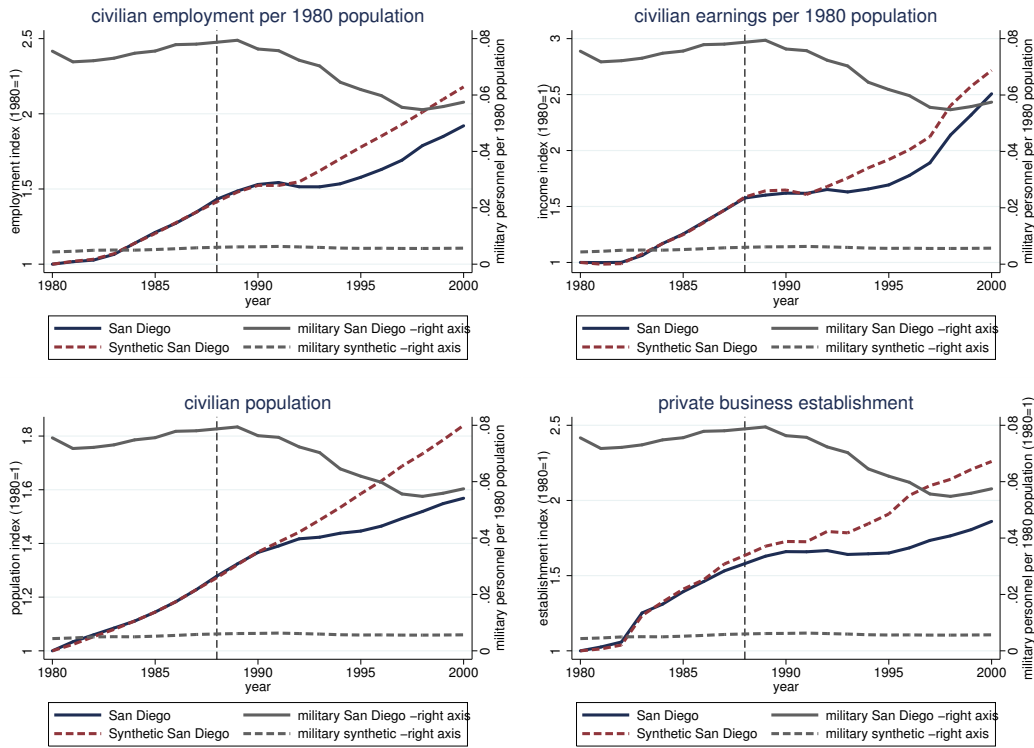 civilian employment per 1980 population
employment index (1980=1)
2.5
2
1.5
1
.08
.06
.04
.02
0
military personnel per 1980 population
1980 1985 1990 1995 2000
year
San Diego military San Diego −right axis
Synthetic San Diego military synthetic −right axis
civilian earnings per 1980 population
income index (1980=1)
3
2.5
2
1.5
1
.08
.06
.04
.02
0
military personnel per 1980 population
1980 1985 1990 1995 2000
year
San Diego military San Diego −right axis
Synthetic San Diego military synthetic −right axis
civilian population
population index (1980=1)
1.8
1.6
1.4
1.2
1
.08
.06
.04
.02
0
military personnel per 1980 population
1980 1985 1990 1995 2000
year
San Diego military San Diego −right axis
Synthetic San Diego military synthetic −right axis
private business establishment
establishment index (1980=1)
2.5
2
1.5
1
.08
.06
.04
.02
0
military personnel per 1980 population (1980=1)
1980 1985 1990 1995 2000
year
San Diego military San Diego −right axis
Synthetic San Diego military synthetic −right axis